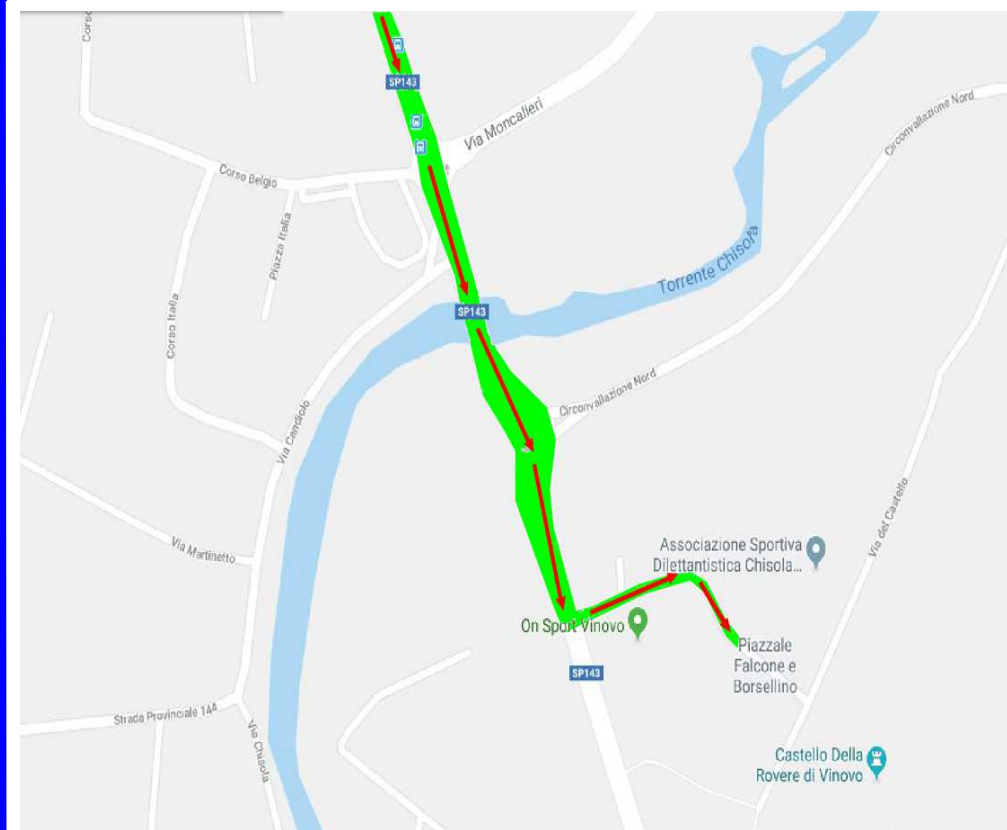 Corso
SP143
Via Moncalieri
Circonvallazione Nord
Corso Belgio
Piazza Italia
Torrente Chisola
SP143
Corso Italia
Circonvallazione Nord
Via Candiolo
Via del Castello
Via Martinetto
Associazione Sportiva
Dilettantistica Chisola...
On Sport Vinovo
Piazzale
Falcone e
Borsellino
SP143
Strada Provinciale 144
Via Chisola
Castello Della
Rovere di Vinovo